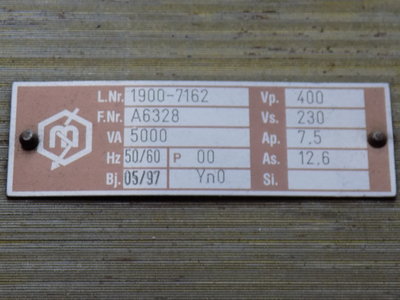 L.Nr. 1900-7162 Vp. 400
F.Nr. A6328 Vs. 230
VA 5000 Ap. 7,5
Hz 50/60 P 00 As. 12,6
Bj. 05/97 Yn0 Si.